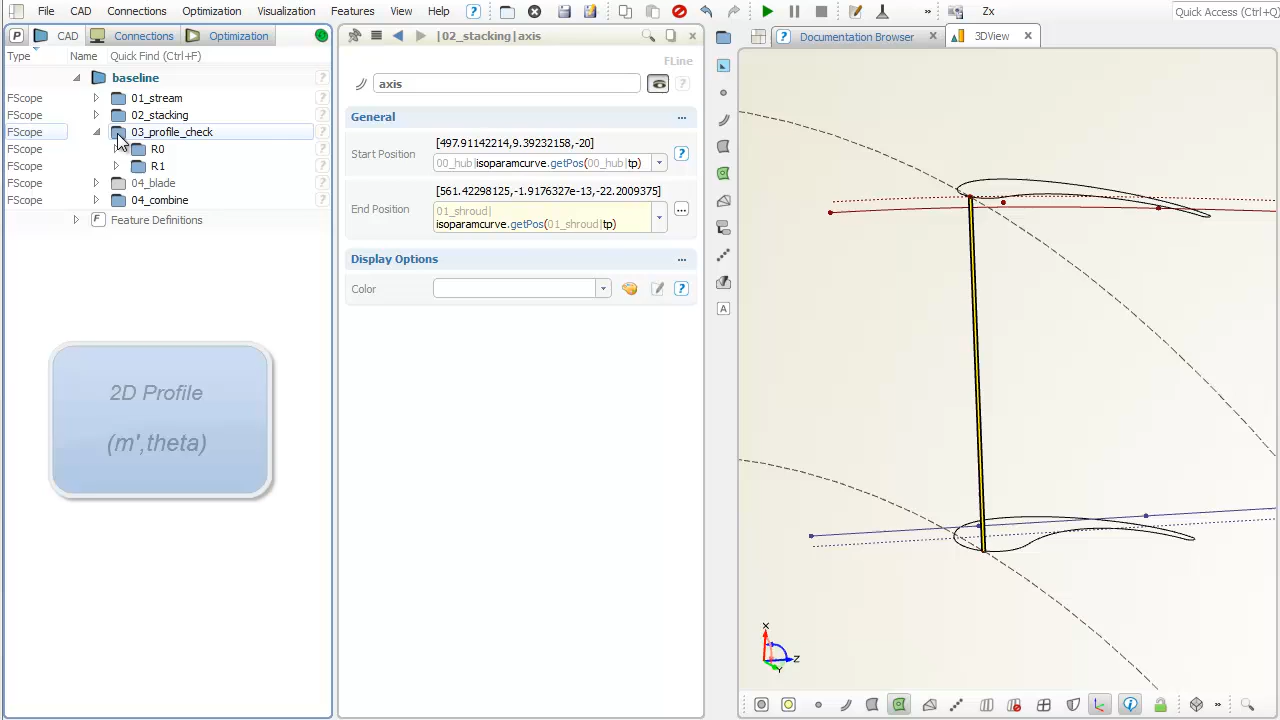 File CAD Connections Optimization Visualization Features View Help ? » Zx Quick Access (Ctrl+Q)
P CAD Connections Optimization
Type Name Quick Find (Ctrl+F)
baseline ?
FScope 01_stream ?
FScope 02_stacking ?
FScope 03_profile_check ?
FScope R0 ?
FScope R1 ?
FScope 04_blade ?
FScope 04_combine ?
F Feature Definitions ?
2D Profile
(m',theta)
|02_stacking|axis
FLine
axis ?
General ...
Start Position [497.91142214,9.39232158,-20]
00_hub|isoparamcurve.getPos(00_hub|tp) ?
End Position [561.42298125,-1.9176327e-13,-22.2009375]
01_shroud|
isoparamcurve.getPos(01_shroud|tp) ...
Display Options ...
Color ?
? Documentation Browser 3DView
A
X
Z
Y
»